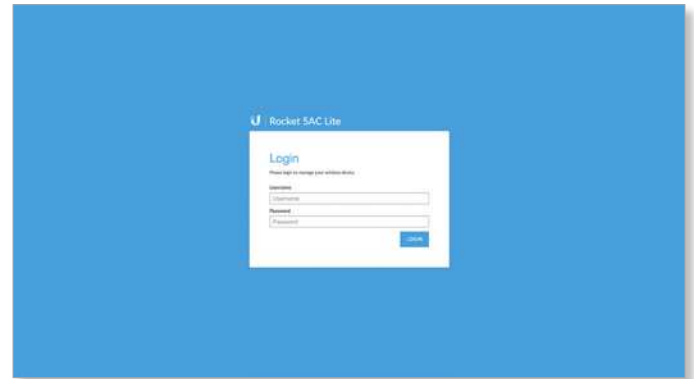 Rocket 5AC Lite
Login
Please login to manage your wireless device.
Username
Username
Password
Password
LOGIN